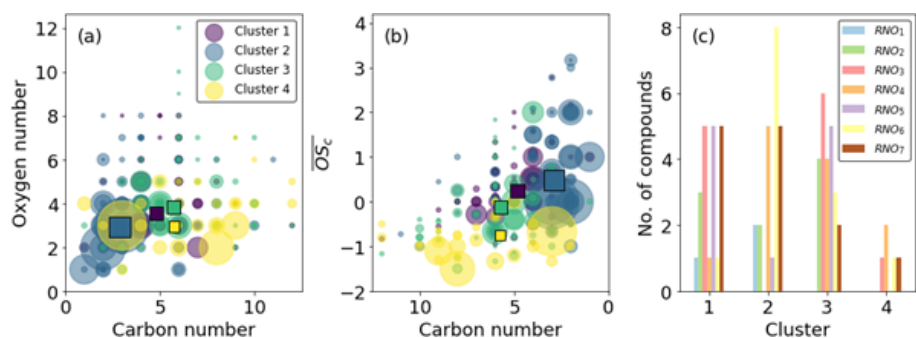 (a)
Cluster 1
Cluster 2
Cluster 3
Cluster 4
12
10
8
6
4
2
0
Oxygen number
0 5 10
Carbon number
(b)
4
3
2
1
0
−1
−2
OS̅c
10 5 0
Carbon number
(c)
RNO1
RNO2
RNO3
RNO4
RNO5
RNO6
RNO7
8
6
4
2
0
No. of compounds
1 2 3 4
Cluster